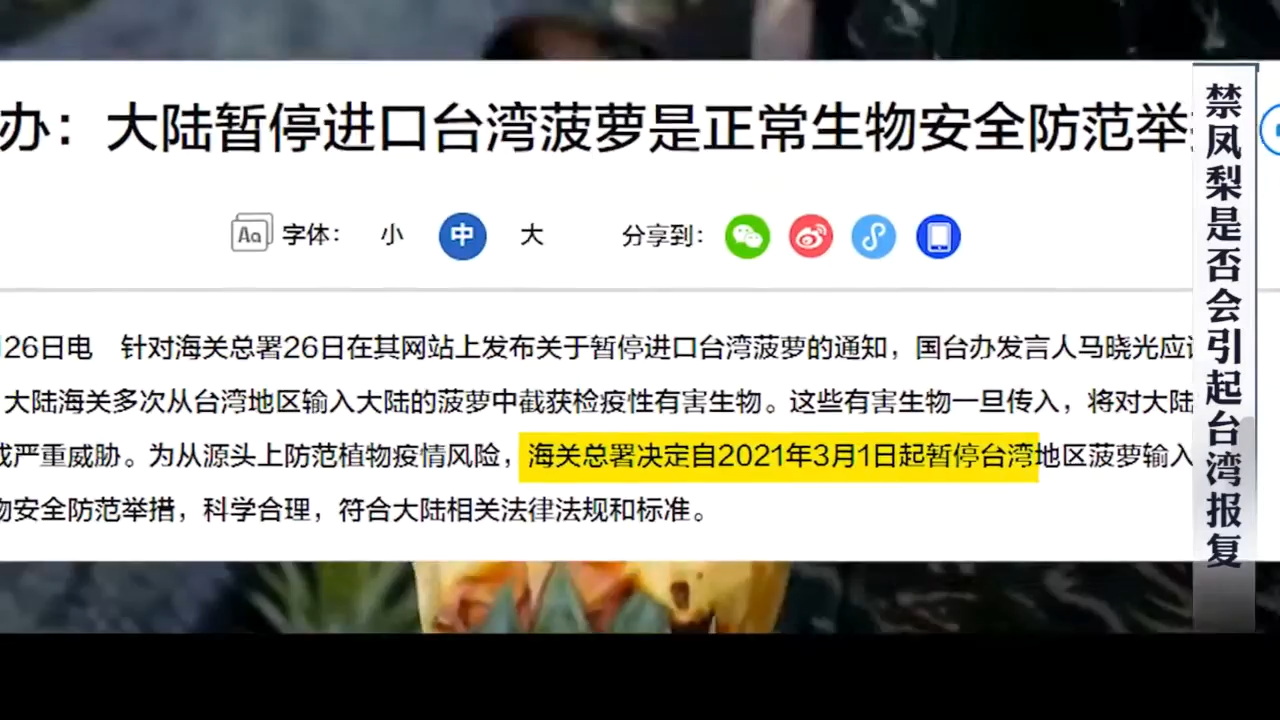 办：大陆暂停进口台湾菠萝是正常生物安全防范举
Aa 字体： 小 中 大 分享到：
26日电 针对海关总署26日在其网站上发布关于暂停进口台湾菠萝的通知，国台办发言人马晓光应
大陆海关多次从台湾地区输入大陆的菠萝中截获检疫性有害生物。这些有害生物一旦传入，将对大陆
严重威胁。为从源头上防范植物疫情风险，海关总署决定自2021年3月1日起暂停台湾地区菠萝输入
物安全防范举措，科学合理，符合大陆相关法律法规和标准。
禁凤梨是否会引起台湾报复